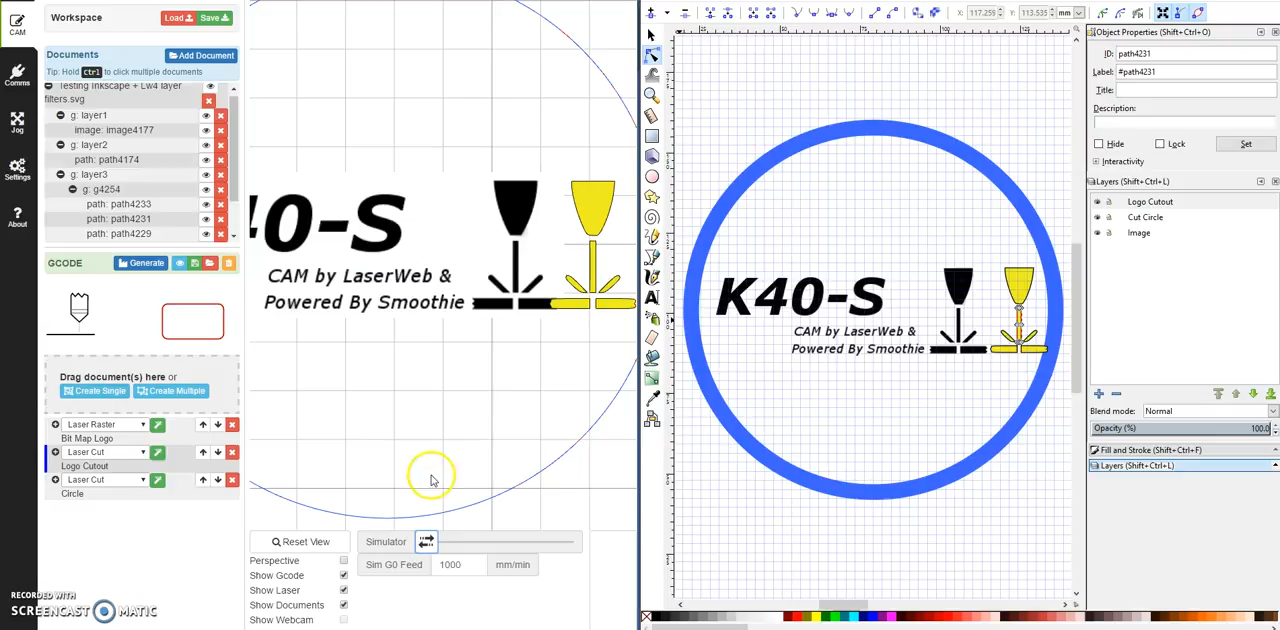 CAM
Comms
Jog
Settings
About
Workspace
Load
Save
Documents
Add Document
Tip: Hold ctrl to click multiple documents
Testing Inkscape + Lw4 layer
filters.svg
g: layer1
image: image4177
g: layer2
path: path4174
g: layer3
g: g4254
path: path4233
path: path4231
path: path4229
GCODE
Generate
Drag document(s) here or
Create Single
Create Multiple
Laser Raster
Bit Map Logo
Laser Cut
Logo Cutout
Laser Cut
Circle
RECORDED WITH
SCREENCAST MATIC
40-S
CAM by LaserWeb &
Powered By Smoothie
Reset View
Simulator
Perspective
Show Gcode
Show Laser
Show Documents
Show Webcam
Sim G0 Feed
1000
mm/min
X: 117.259
Y: 113.535
mm
K40-S
CAM by LaserWeb &
Powered By Smoothie
Object Properties (Shift+Ctrl+O)
ID: path4231
Label: #path4231
Title:
Description:
Hide
Lock
Set
Interactivity
Layers (Shift+Ctrl+L)
Logo Cutout
Cut Circle
Image
Blend mode: Normal
Opacity (%)
100.0
Fill and Stroke (Shift+Ctrl+F)
Layers (Shift+Ctrl+L)